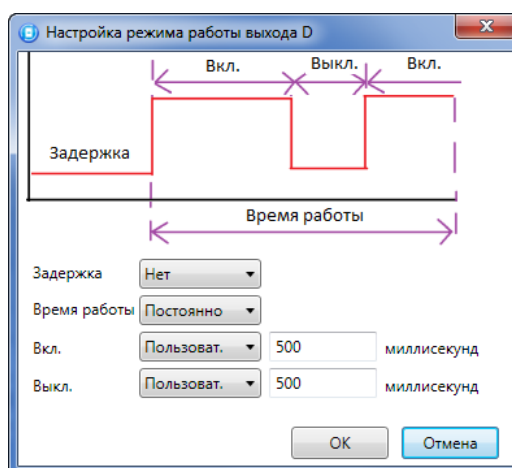 Настройка режима работы выхода D
Вкл. Выкл. Вкл.
Задержка
Время работы
Задержка Нет
Время работы Постоянно
Вкл. Пользоват. 500 миллисекунд
Выкл. Пользоват. 500 миллисекунд
OK Отмена